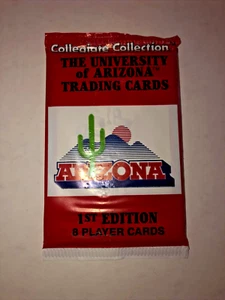 Collegiate Collection
THE UNIVERSITY
of ARIZONA
TRADING CARDS
ARIZONA
1ST EDITION
8-PLAYER CARDS